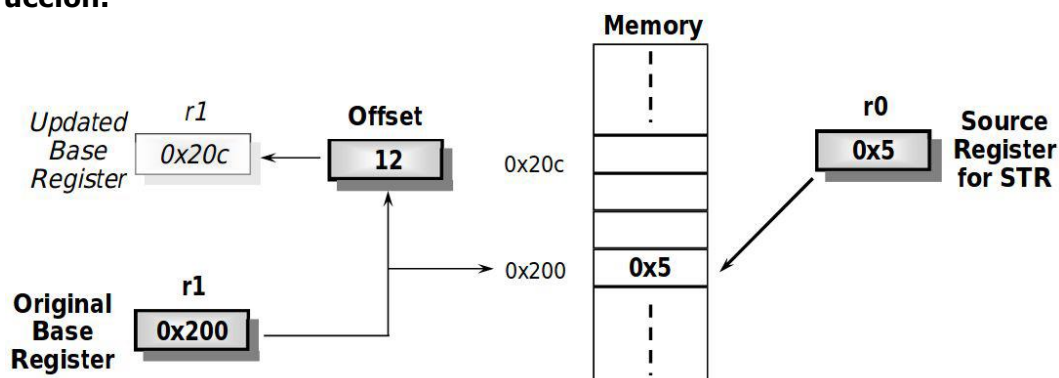 ucción.
Memory
r1
Offset
r0
Updated
Base
Register
0x20c
12
0x20c
0x5
Source
Register
for STR
r1
0x200
0x5
Original
Base
Register
0x200